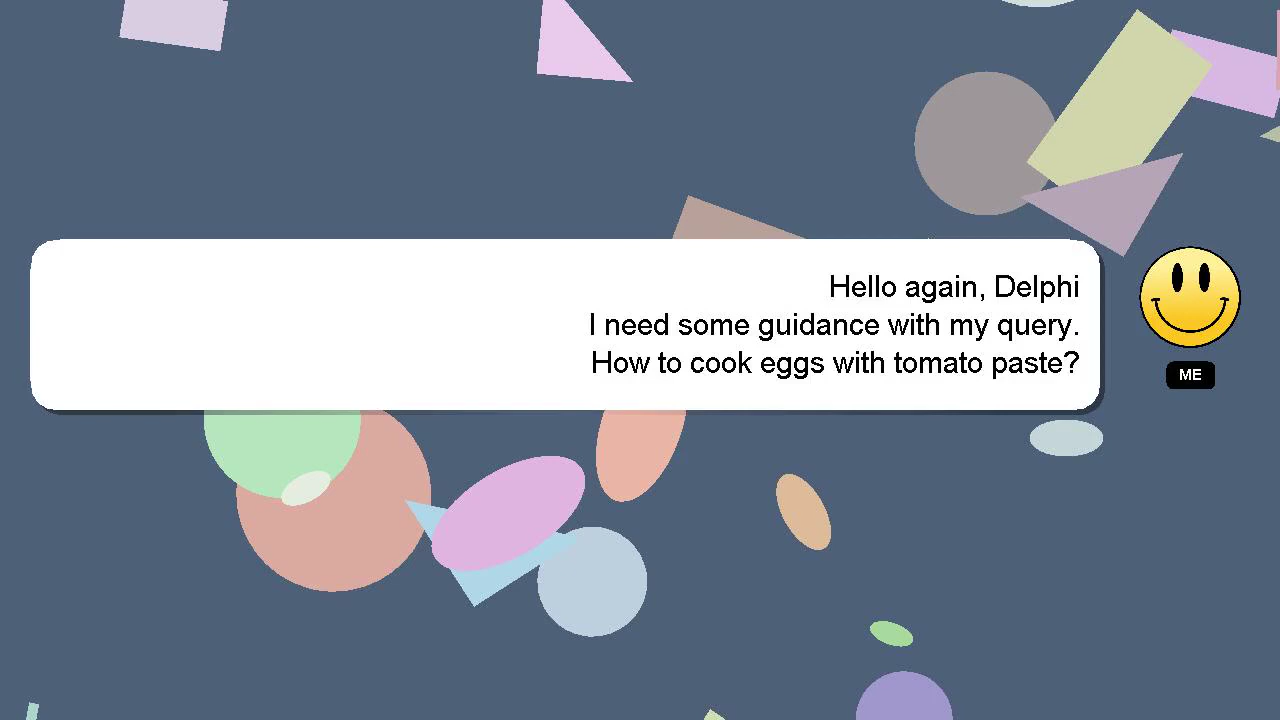 Hello again, Delphi
I need some guidance with my query.
How to cook eggs with tomato paste?
ME